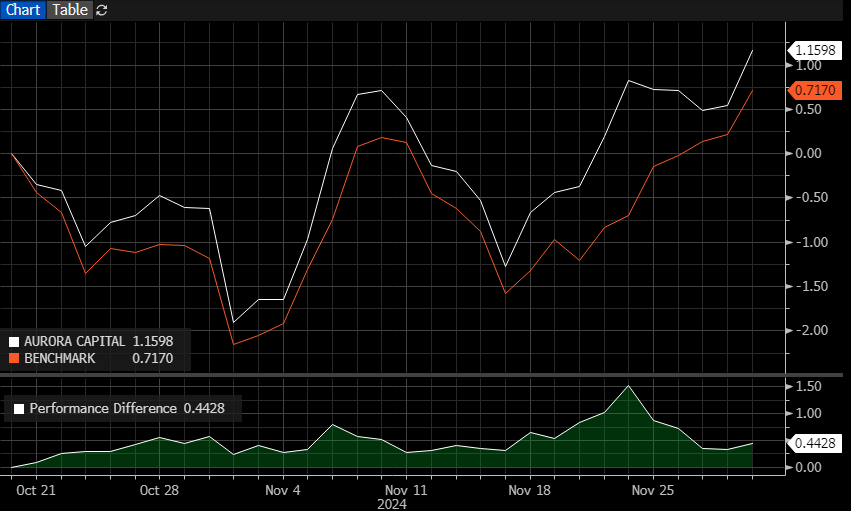 Chart Table
1.1598
1.00
0.7170
0.50
0.00
-0.50
-1.00
-1.50
-2.00
AURORA CAPITAL 1.1598
BENCHMARK 0.7170
1.50
Performance Difference 0.4428
1.00
0.4428
0.00
Oct 21 Oct 28 Nov 4 Nov 11 Nov 18 Nov 25
2024